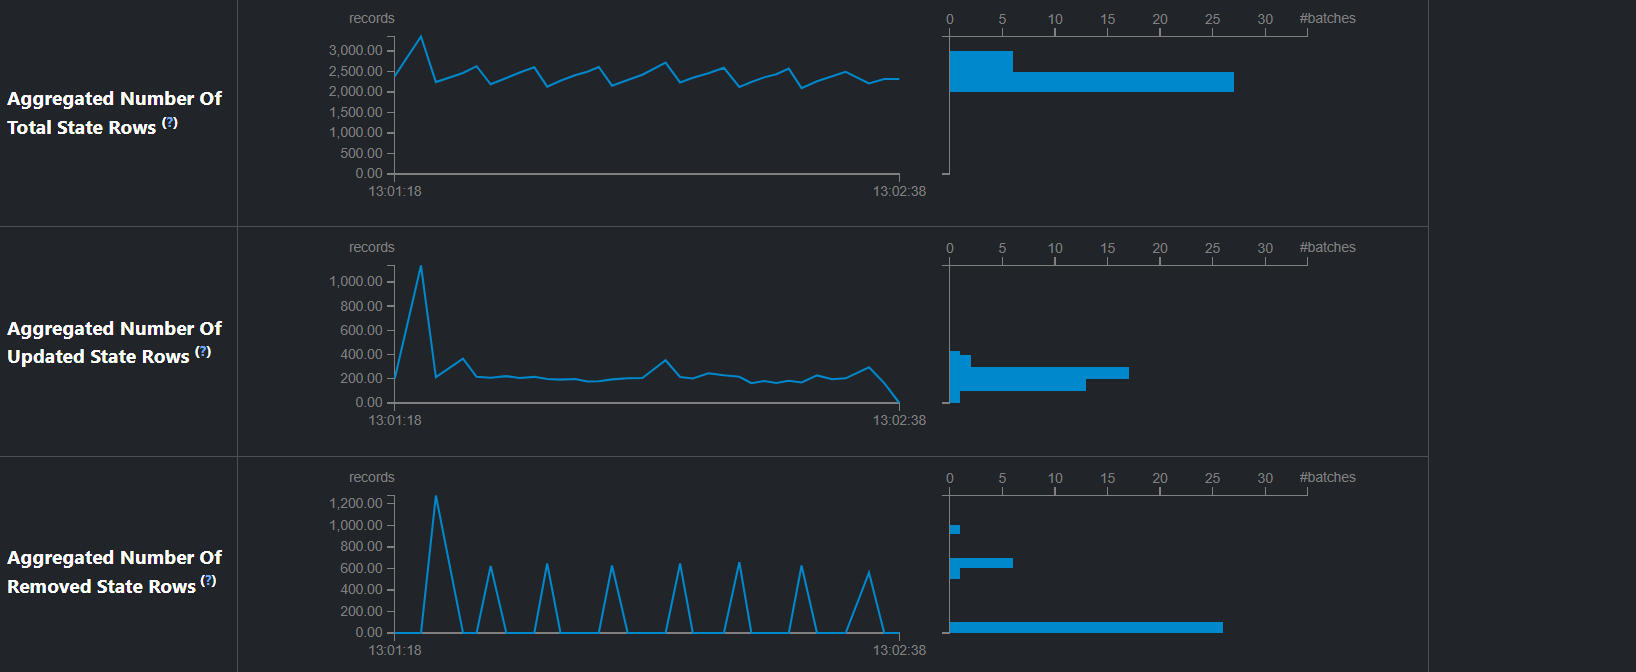 records
0 5 10 15 20 25 30 #batches
3,000.00
2,500.00
2,000.00
1,500.00
1,000.00
500.00
0.00
13:01:18 13:02:38
Aggregated Number Of
Total State Rows (?)
records
0 5 10 15 20 25 30 #batches
1,000.00
800.00
600.00
400.00
200.00
0.00
13:01:18 13:02:38
Aggregated Number Of
Updated State Rows (?)
records
0 5 10 15 20 25 30 #batches
1,200.00
1,000.00
800.00
600.00
400.00
200.00
0.00
13:01:18 13:02:38
Aggregated Number Of
Removed State Rows (?)